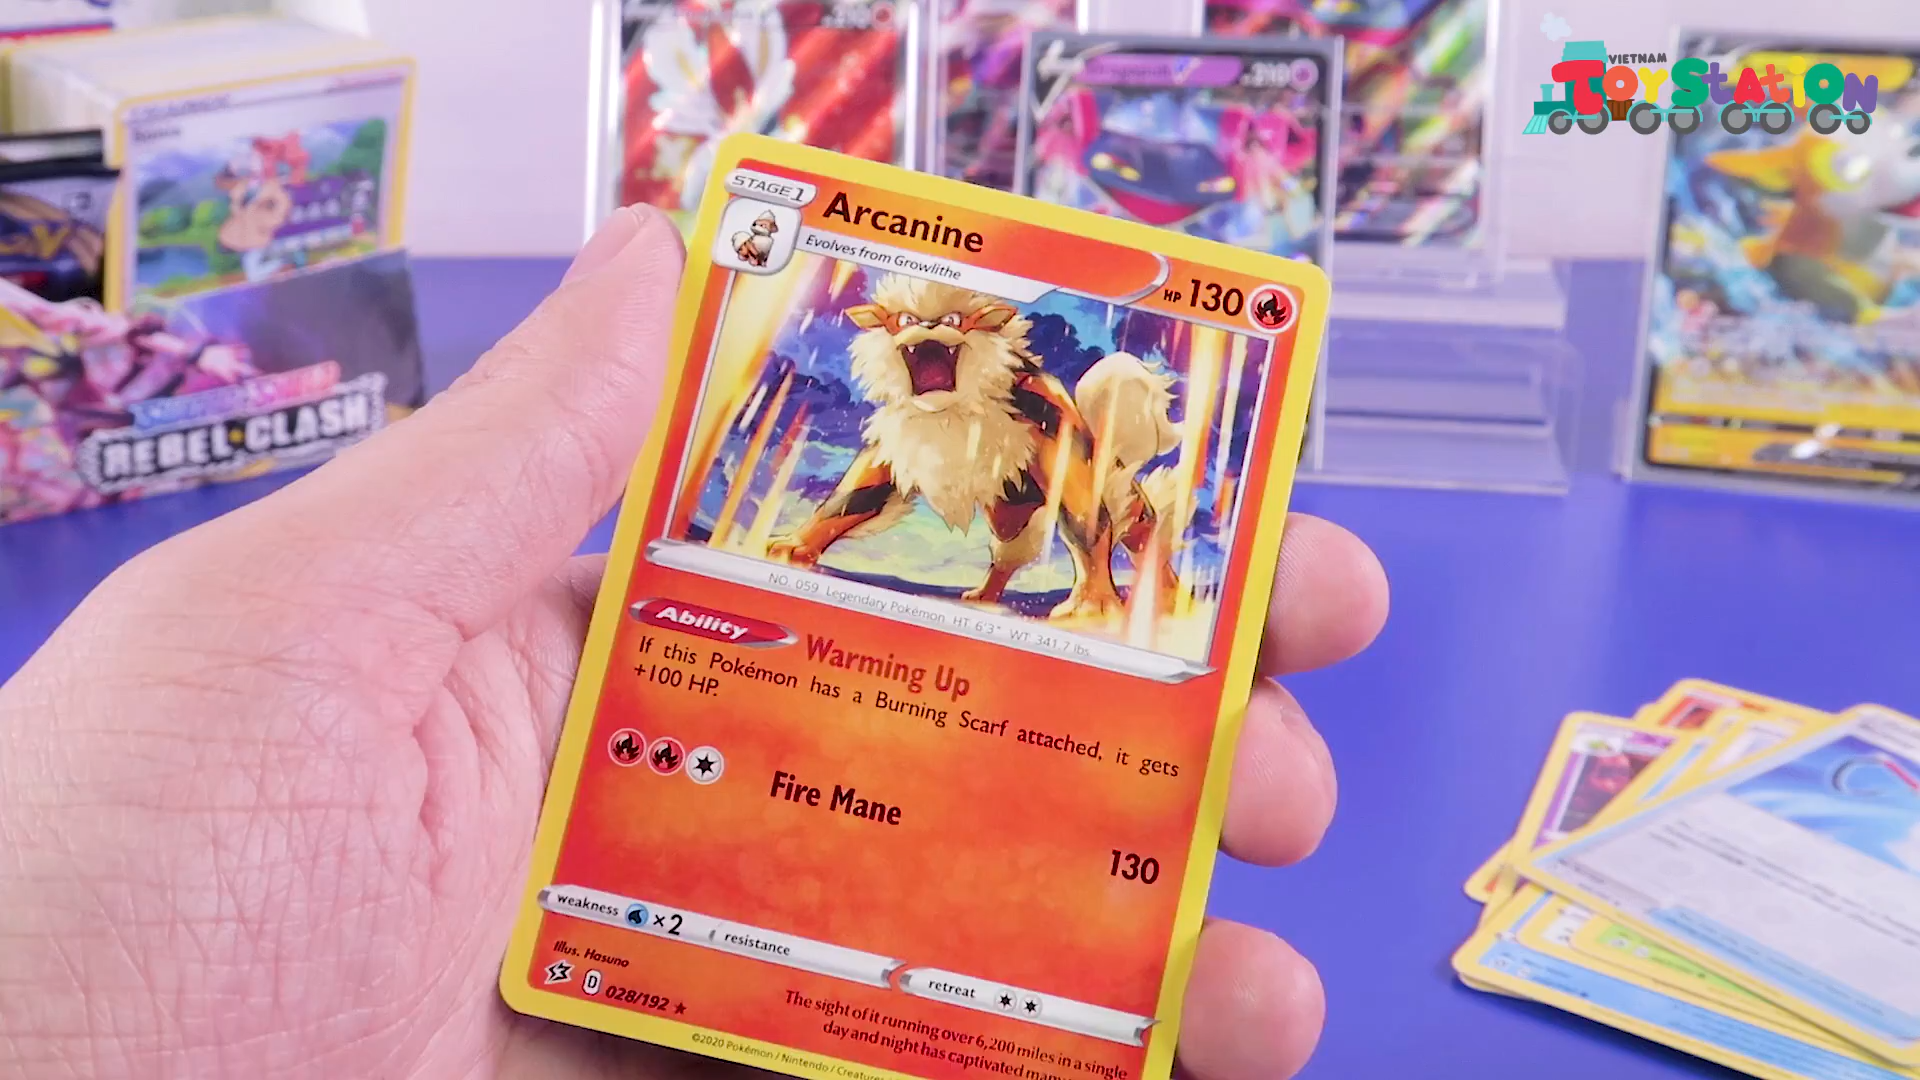 VIETNAM
TOY STATION
REBEL CLASH
STAGE 1
Arcanine
Evolves from Growlithe
HP 130
NO. 059 Legendary Pokémon HT 6'3" WT 341.7 lbs.
Ability Warming Up
If this Pokémon has a Burning Scarf attached, it gets
+100 HP.
Fire Mane
130
weakness ×2 resistance
retreat
Illus. Hasuno
D 028/192 ★
The sight of it running over 6,200 miles in a single
day and night has captivated many
©2020 Pokémon / Nintendo / Creatures